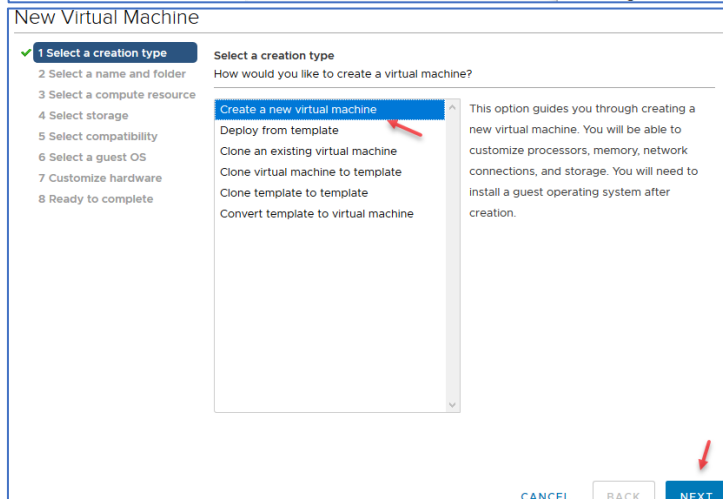 New Virtual Machine
1 Select a creation type
2 Select a name and folder
3 Select a compute resource
4 Select storage
5 Select compatibility
6 Select a guest OS
7 Customize hardware
8 Ready to complete
Select a creation type
How would you like to create a virtual machine?
Create a new virtual machine
Deploy from template
Clone an existing virtual machine
Clone virtual machine to template
Clone template to template
Convert template to virtual machine
This option guides you through creating a
new virtual machine. You will be able to
customize processors, memory, network
connections, and storage. You will need to
install a guest operating system after
creation.
CANCEL
BACK
NEXT